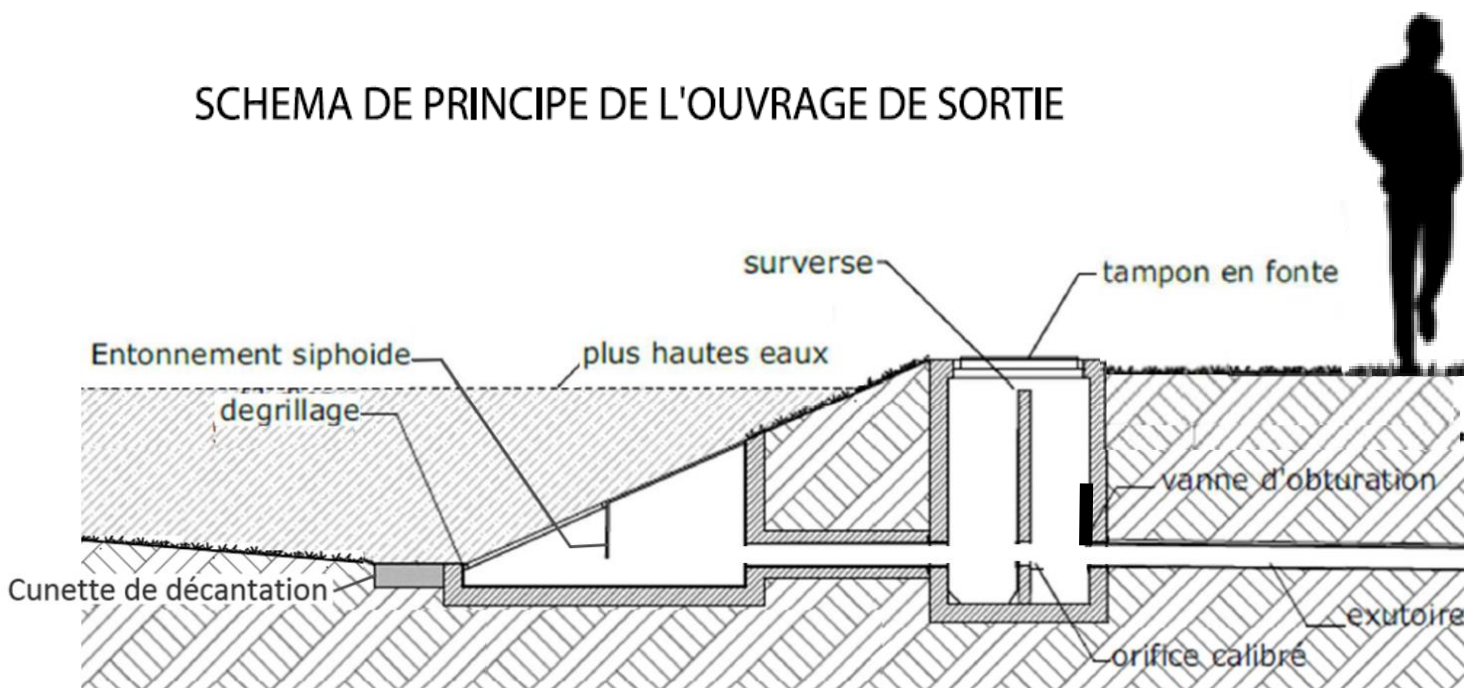 SCHEMA DE PRINCIPE DE L'OUVRAGE DE SORTIE
surverse
tampon en fonte
Entonnement siphoide
plus hautes eaux
degrillage
vanne d'obturation
Cunette de décantation
exutoire
orifice calibré